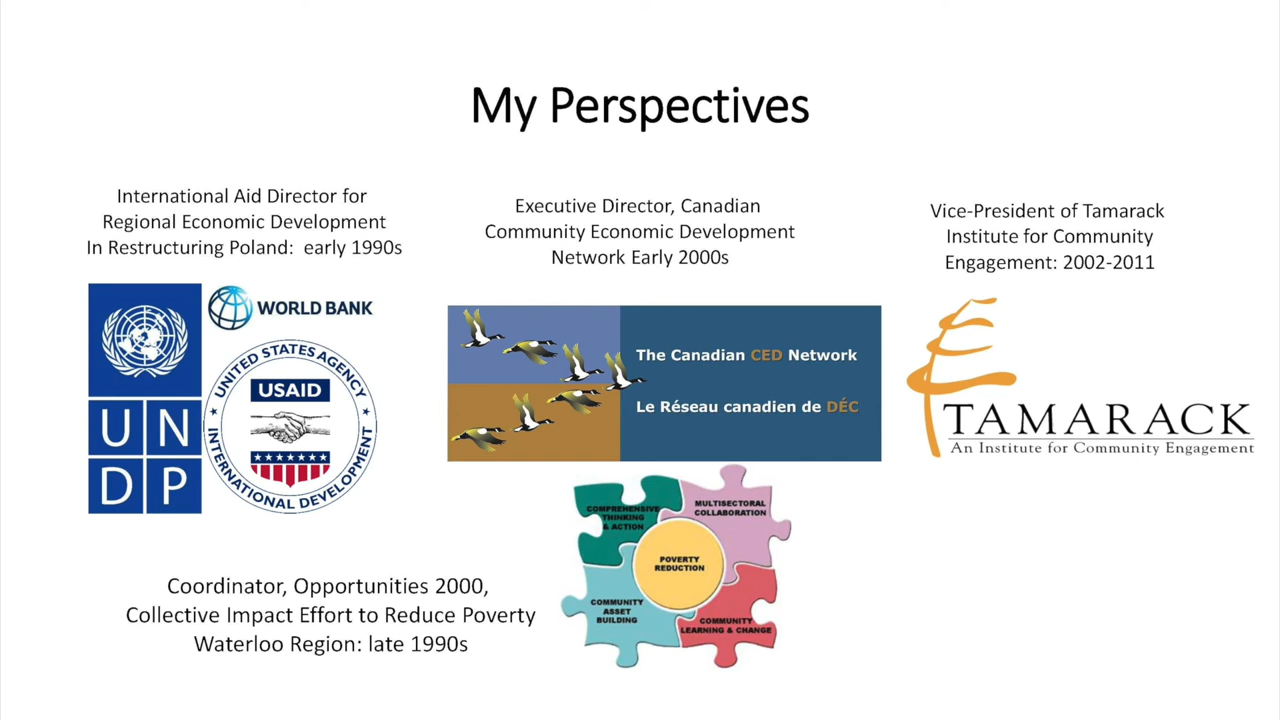 My Perspectives
International Aid Director for
Regional Economic Development
In Restructuring Poland: early 1990s
UN
DP
WORLD BANK
UNITED STATES AGENCY
USAID
INTERNATIONAL DEVELOPMENT
Executive Director, Canadian
Community Economic Development
Network Early 2000s
The Canadian CED Network
Le Réseau canadien de DÉC
Vice-President of Tamarack
Institute for Community
Engagement: 2002-2011
TAMARACK
An Institute for Community Engagement
Coordinator, Opportunities 2000,
Collective Impact Effort to Reduce Poverty
Waterloo Region: late 1990s
COMPREHENSIVE
THINKING
& ACTION
MULTISECTORAL
COLLABORATION
POVERTY
REDUCTION
COMMUNITY
ASSET
BUILDING
COMMUNITY
LEARNING & CHANGE